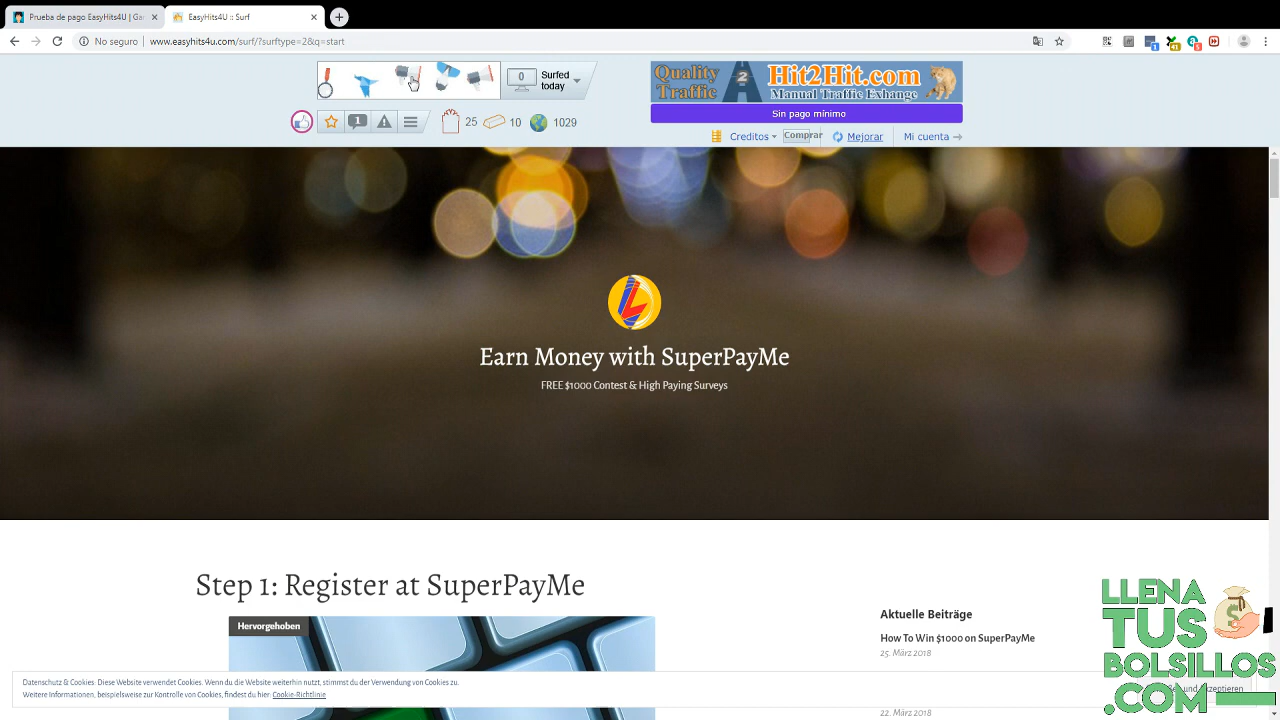 Prueba de pago EasyHits4U | Ga
EasyHits4U :: Surf
No seguro
www.easyhits4u.com/surf/?surftype=2&q=start
0
Surfed today
Quality Traffic
2
Hit2Hit.com
Manual Traffic Exhange
Sin pago mínimo
1
25
10
1029
Creditos
Comprar
Mejorar
Mi cuenta
Earn Money with SuperPayMe
FREE $1000 Contest & High Paying Surveys
Step 1: Register at SuperPayMe
Hervorgehoben
Aktuelle Beiträge
How To Win $1000 on SuperPayMe
25. März 2018
Datenschutz & Cookies: Diese Website verwendet Cookies. Wenn du die Website weiterhin nutzt, stimmst du der Verwendung von Cookies zu.
Weitere Informationen, beispielsweise zur Kontrolle von Cookies, findest du hier: Cookie-Richtlinie
und akzeptieren
22. März 2018
LLENA
TUS
BOLSILLOS
.COM